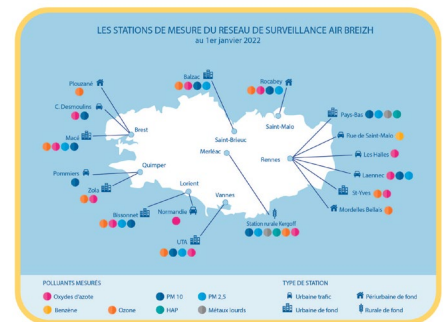 LES STATIONS DE MESURE DU RESEAU DE SURVEILLANCE AIR BREIZH
au 1er janvier 2022
Balzac
Rocabey
Plouzané
C. Desmoulins
Pays-Bas
Macé
Brest
Saint-Brieuc
Saint-Malo
Rue de Saint-Malo
Merléac
Les Halles
Pommiers
Quimper
Rennes
Laennec
Zola
Lorient
Vannes
St-Yves
Bissonnet
Normandie
Station rurale Kergoff
Mordelles Bellais
UTA
POLLUANTS MESURÉS
TYPE DE STATION
Oxydes d'azote
PM 10
PM 2,5
Urbaine trafic
Périurbaine de fond
Benzène
Ozone
HAP
Métaux lourds
Urbaine de fond
Rurale de fond